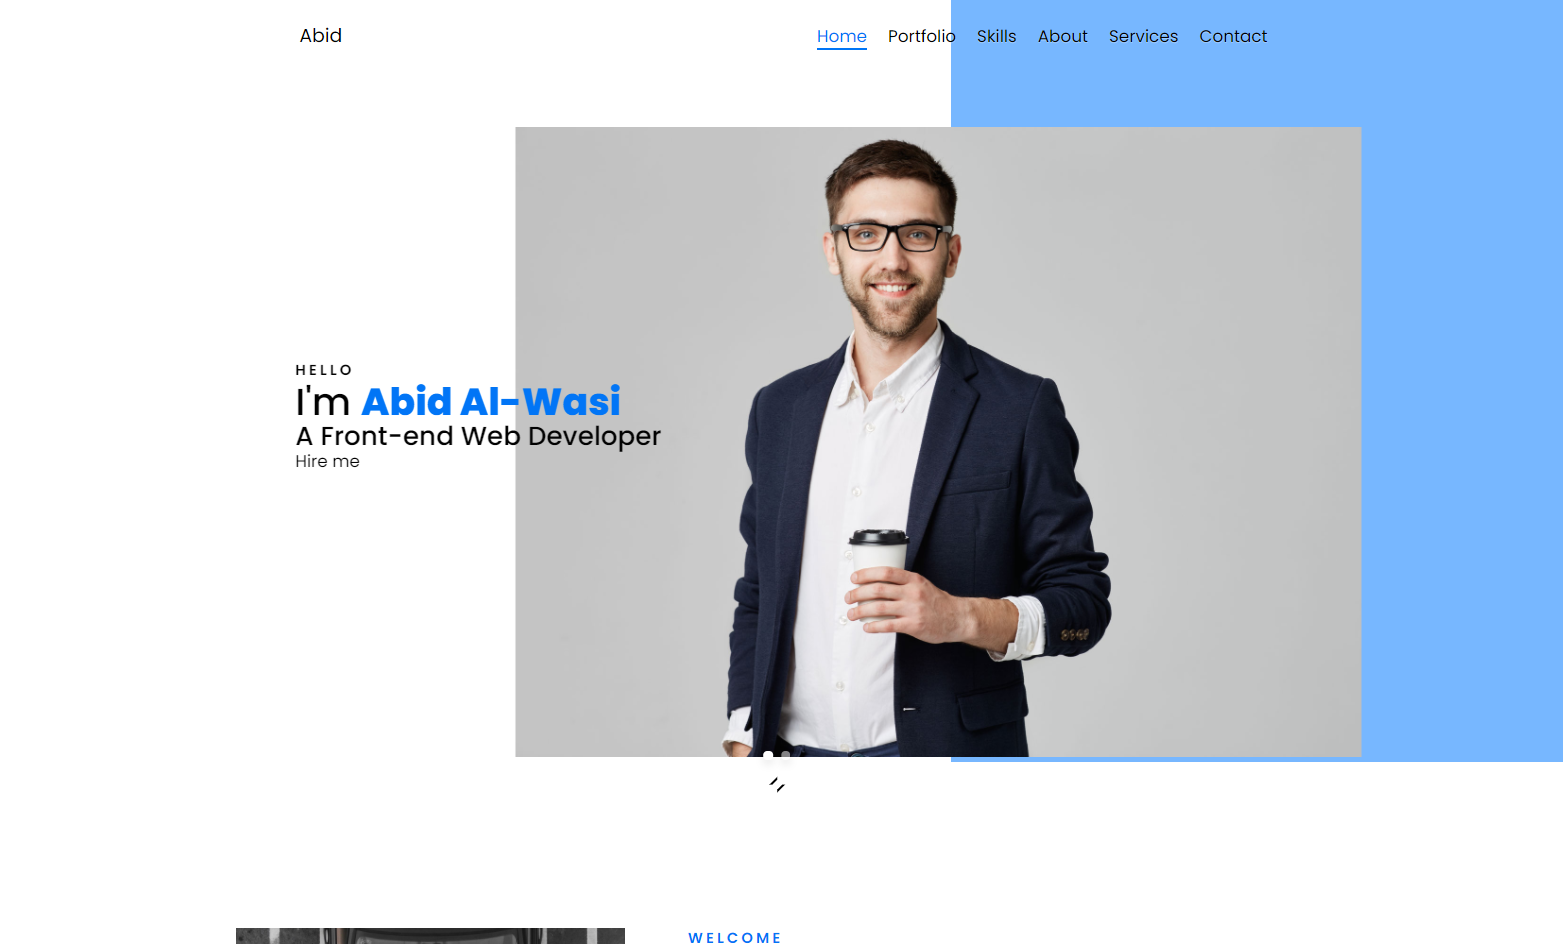 Abid
Home Portfolio Skills About Services Contact
HELLO
I'm Abid Al-Wasi
A Front-end Web Developer
Hire me
WELCOME